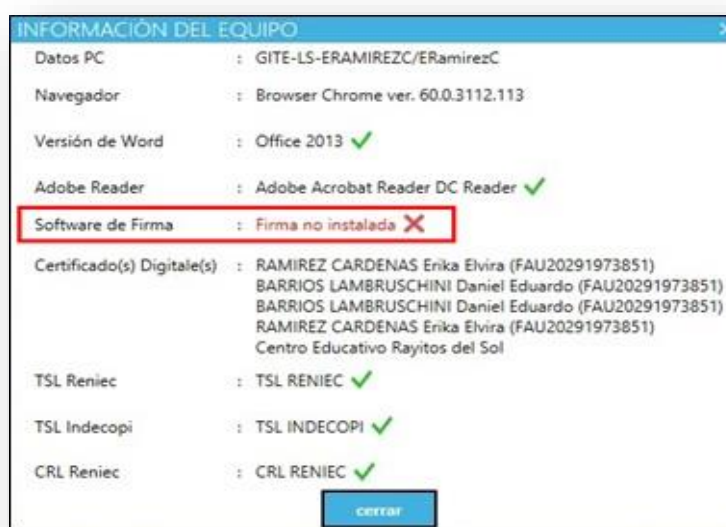 INFORMACIÓN DEL EQUIPO
Datos PC : GITE-LS-ERAMIREZC/ERamirezC
Navegador : Browser Chrome ver. 60.0.3112.113
Versión de Word : Office 2013
Adobe Reader : Adobe Acrobat Reader DC Reader
Software de Firma : Firma no instalada
Certificado(s) Digitale(s) : RAMIREZ CARDENAS Erika Elvira (FAU20291973851)
BARRIOS LAMBRUSCHINI Daniel Eduardo (FAU20291973851)
BARRIOS LAMBRUSCHINI Daniel Eduardo (FAU20291973851)
RAMIREZ CARDENAS Erika Elvira (FAU20291973851)
Centro Educativo Rayitos del Sol
TSL Reniec : TSL RENIEC
TSL Indecopi : TSL INDECOPI
CRL Reniec : CRL RENIEC
cerrar